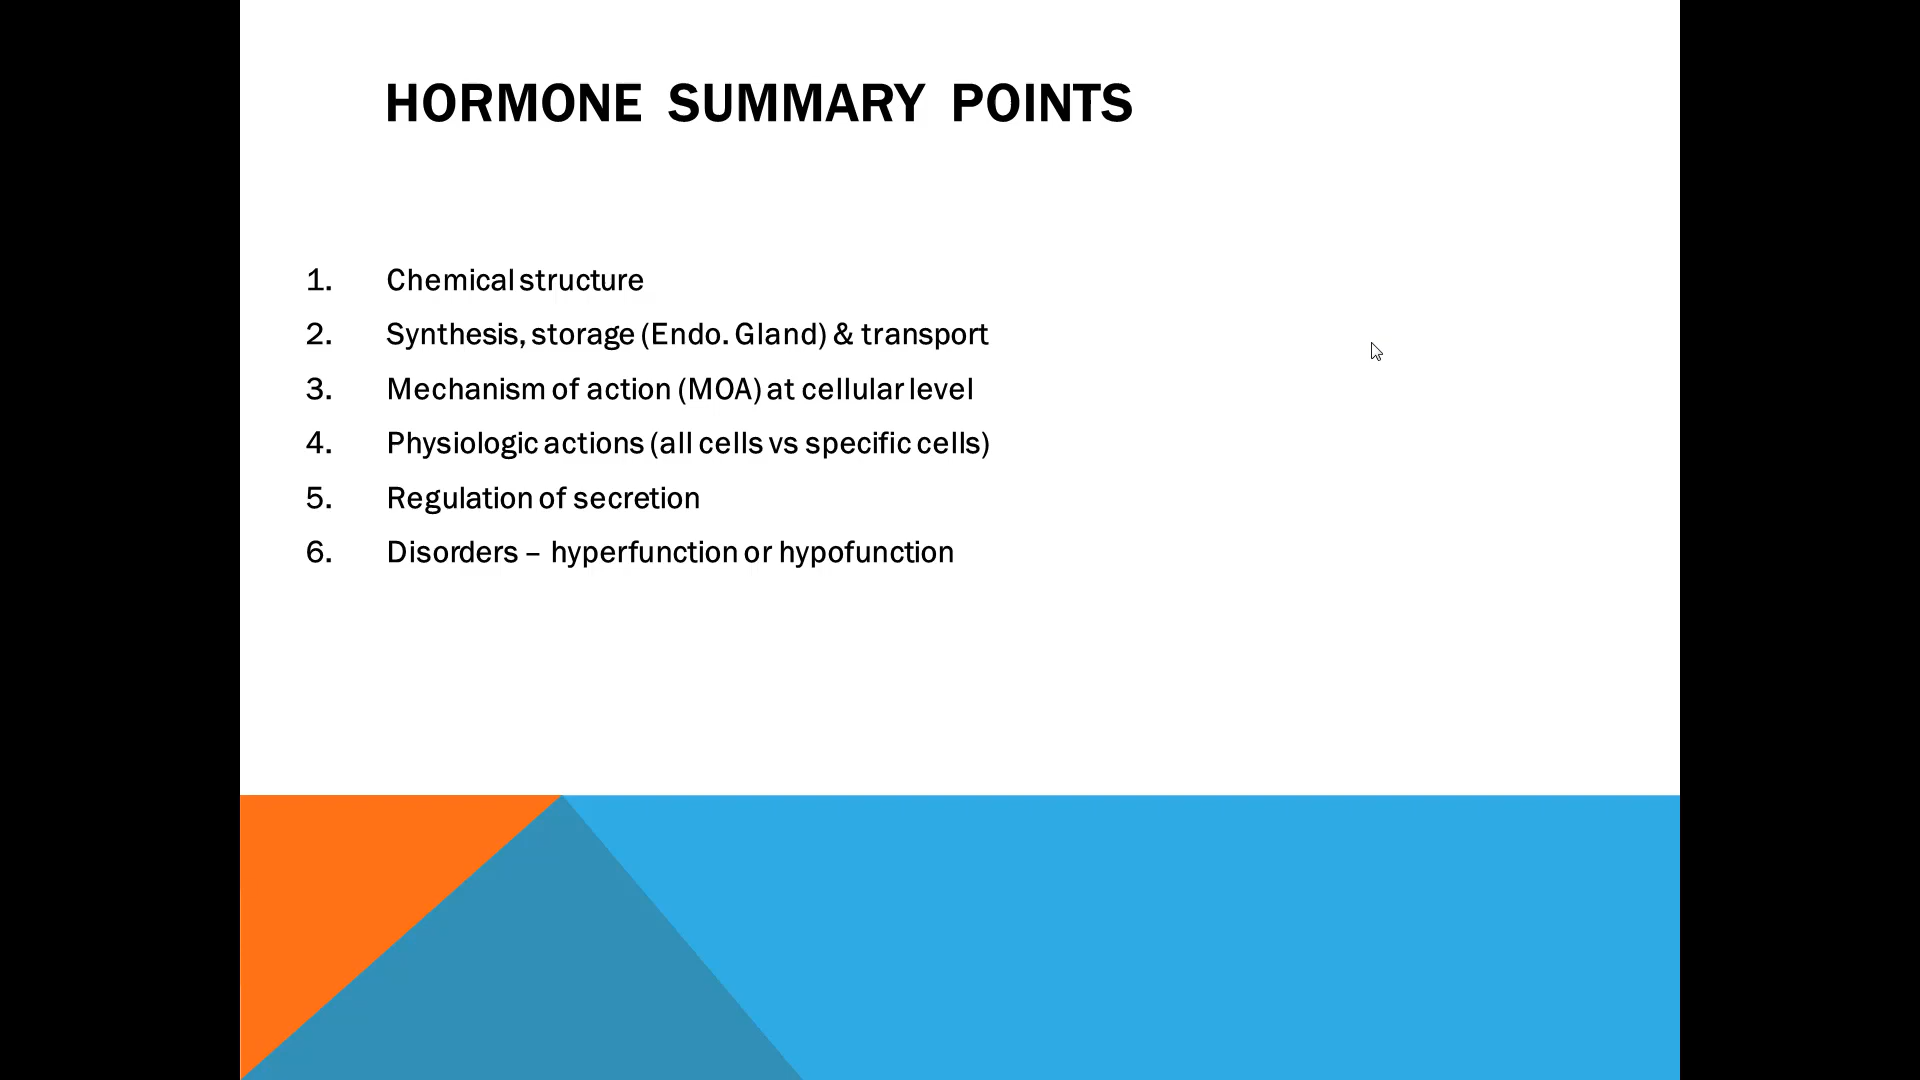 HORMONE SUMMARY POINTS
1. Chemical structure
2. Synthesis, storage (Endo. Gland) & transport
3. Mechanism of action (MOA) at cellular level
4. Physiologic actions (all cells vs specific cells)
5. Regulation of secretion
6. Disorders – hyperfunction or hypofunction